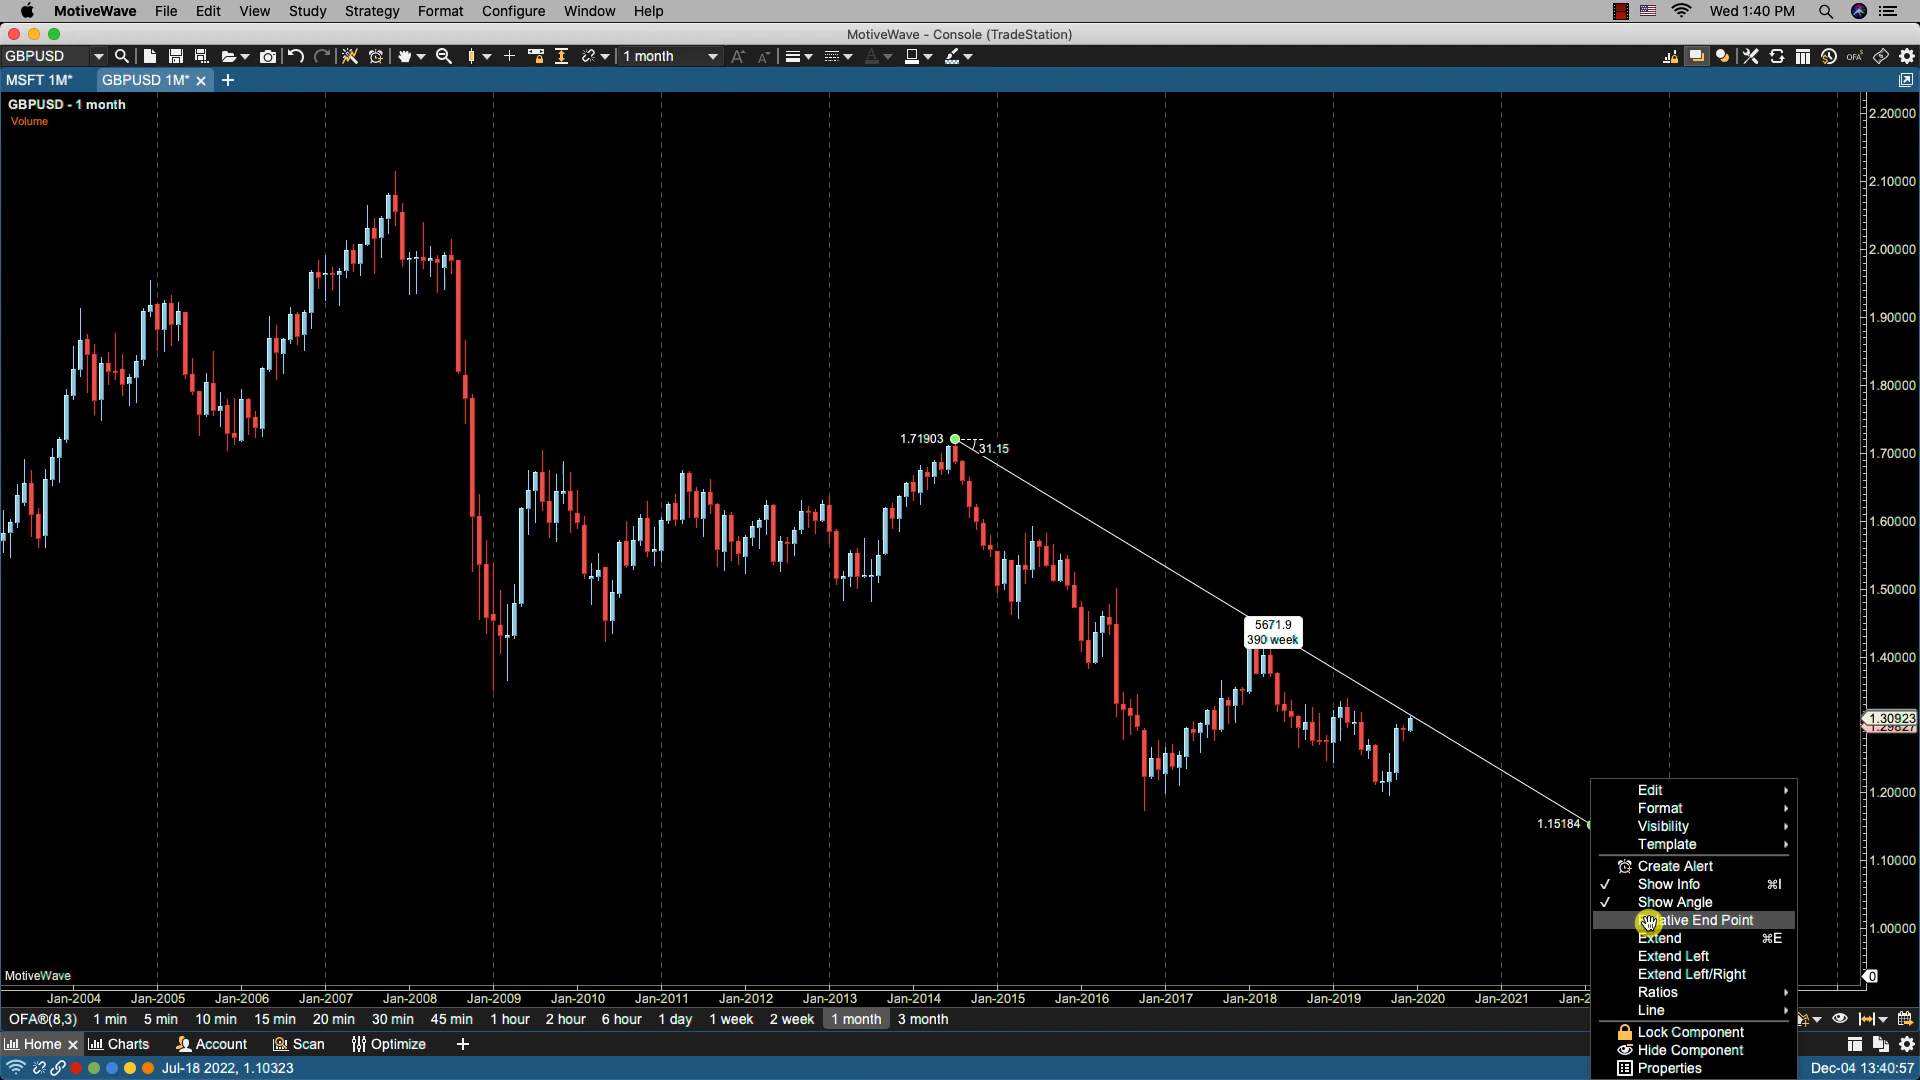 MotiveWave File Edit View Study Strategy Format Configure Window Help Wed 1:40 PM
MotiveWave - Console (TradeStation)
GBPUSD 1 month
MSFT 1M* GBPUSD 1M*
GBPUSD - 1 month
Volume
2.20000
2.10000
2.00000
1.90000
1.80000
1.70000
1.60000
1.50000
1.40000
1.30923
1.20000
1.10000
1.00000
0
1.71903
31.15
5671.9
390 week
1.15184
Edit
Format
Visibility
Template
Create Alert
Show Info ⌘I
Show Angle
End Point
Extend ⌘E
Extend Left
Extend Left/Right
Ratios
Line
Lock Component
Hide Component
Properties
MotiveWave
Jan-2004 Jan-2005 Jan-2006 Jan-2007 Jan-2008 Jan-2009 Jan-2010 Jan-2011 Jan-2012 Jan-2013 Jan-2014 Jan-2015 Jan-2016 Jan-2017 Jan-2018 Jan-2019 Jan-2020 Jan-2021 Jan-2
OFA®(8,3) 1 min 5 min 10 min 15 min 20 min 30 min 45 min 1 hour 2 hour 6 hour 1 day 1 week 2 week 1 month 3 month
Home Charts Account Scan Optimize
Jul-18 2022, 1.10323 Dec-04 13:40:57